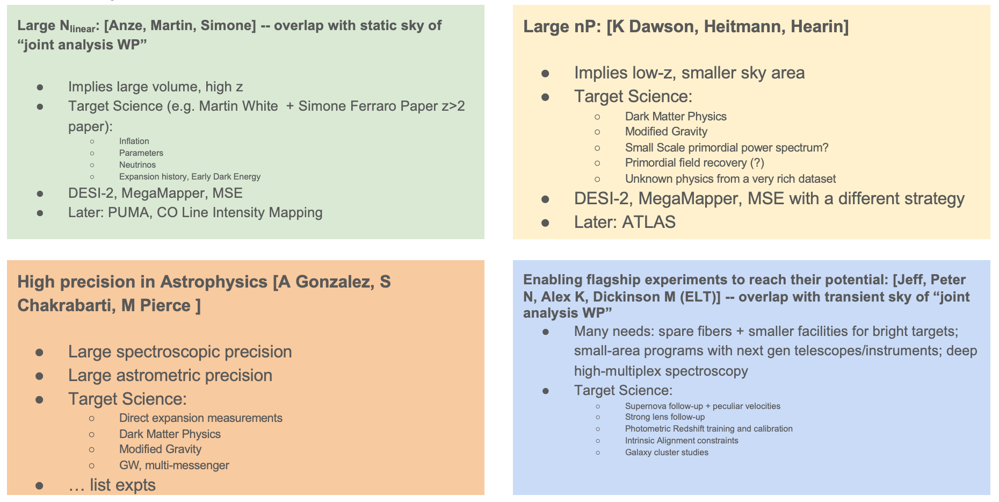 Large Nlinear: [Anze, Martin, Simone] -- overlap with static sky of
“joint analysis WP”
● Implies large volume, high z
● Target Science (e.g. Martin White + Simone Ferraro Paper z>2
paper):
○ Inflation
○ Parameters
○ Neutrinos
○ Expansion history, Early Dark Energy
● DESI-2, MegaMapper, MSE
● Later: PUMA, CO Line Intensity Mapping
Large nP: [K Dawson, Heitmann, Hearin]
● Implies low-z, smaller sky area
● Target Science:
○ Dark Matter Physics
○ Modified Gravity
○ Small Scale primordial power spectrum?
○ Primordial field recovery (?)
○ Unknown physics from a very rich dataset
● DESI-2, MegaMapper, MSE with a different strategy
● Later: ATLAS
High precision in Astrophysics [A Gonzalez, S
Chakrabarti, M Pierce ]
● Large spectroscopic precision
● Large astrometric precision
● Target Science:
○ Direct expansion measurements
○ Dark Matter Physics
○ Modified Gravity
○ GW, multi-messenger
● … list expts
Enabling flagship experiments to reach their potential: [Jeff, Peter
N, Alex K, Dickinson M (ELT)] -- overlap with transient sky of “joint
analysis WP”
● Many needs: spare fibers + smaller facilities for bright targets;
small-area programs with next gen telescopes/instruments; deep
high-multiplex spectroscopy
● Target Science:
○ Supernova follow-up + peculiar velocities
○ Strong lens follow-up
○ Photometric Redshift training and calibration
○ Intrinsic Alignment constraints
○ Galaxy cluster studies